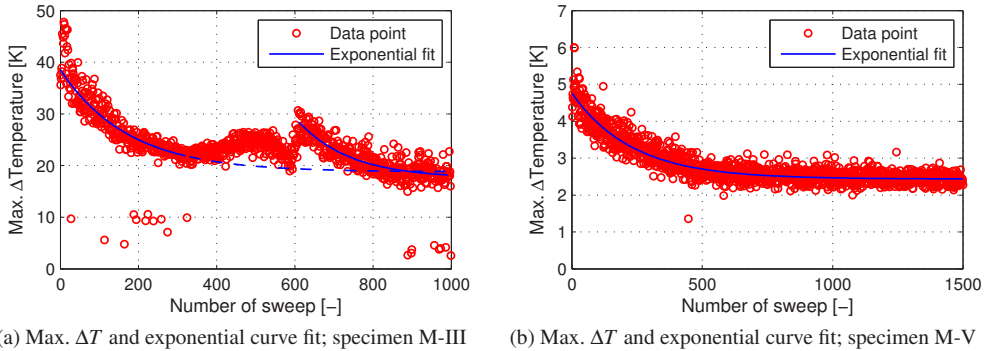 50
40
30
20
10
0
Max. ΔTemperature [K]
0 200 400 600 800 1000
Number of sweep [−]
Data point
Exponential fit
7
6
5
4
3
2
1
0
Max. ΔTemperature [K]
0 500 1000 1500
Number of sweep [−]
Data point
Exponential fit
a) Max. ΔT and exponential curve fit; specimen M-III
(b) Max. ΔT and exponential curve fit; specimen M-V